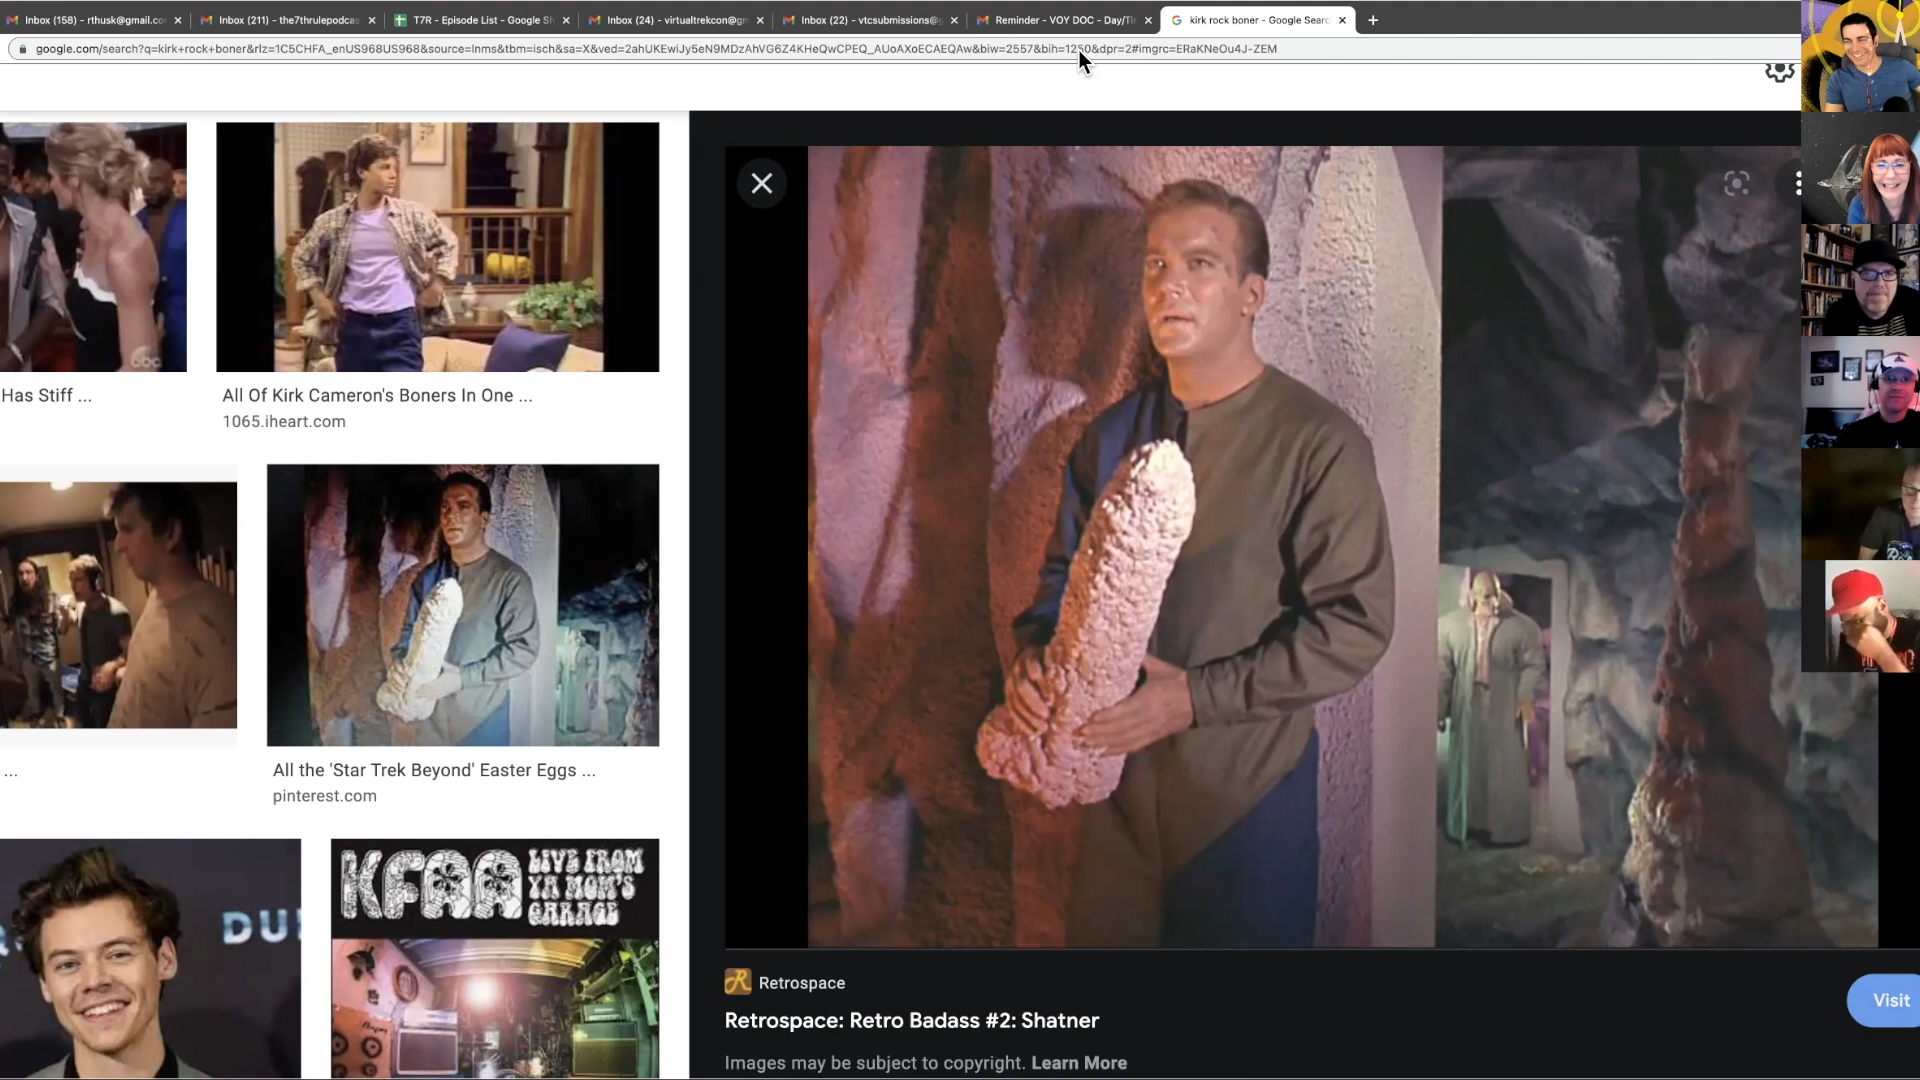 Inbox (158) - rthusk@gmail.co
Inbox (211) - the7thrulepodcas
T7R - Episode List - Google Sh
Inbox (24) - virtualtrekcon@gm
Inbox (22) - vtcsubmissions@g
Reminder - VOY DOC - Day/Ti
kirk rock boner - Google Searc
google.com/search?q=kirk+rock+boner&rlz=1C5CHFA_enUS968US968&source=lnms&tbm=isch&sa=X&ved=2ahUKEwiJy5eN9MDzAhVG6Z4KHeQwCPEQ_AUoAXoECAEQAw&biw=2557&bih=1250&dpr=2#imgrc=ERaKNeOu4J-ZEM
abc
Has Stiff ...
All Of Kirk Cameron's Boners In One ...
1065.iheart.com
...
All the 'Star Trek Beyond' Easter Eggs ...
pinterest.com
DU
KFAA
LIVE FROM
YA MOM'S
GARAGE
Retrospace
Retrospace: Retro Badass #2: Shatner
Visit
Images may be subject to copyright. Learn More